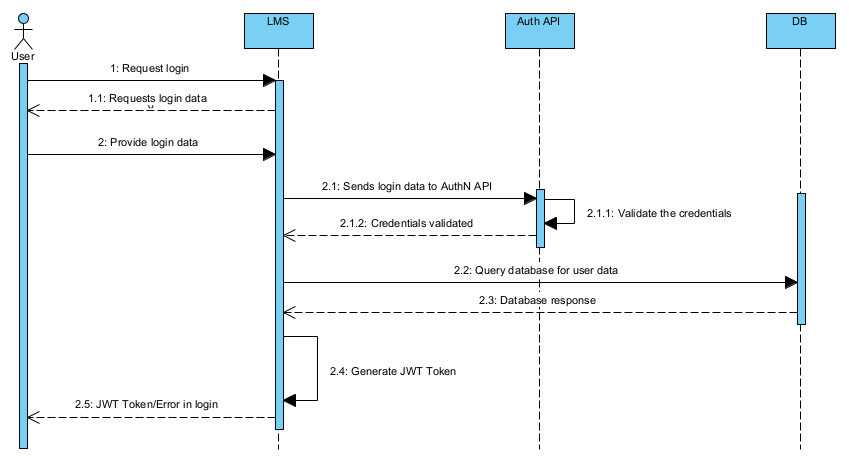 LMS
Auth API
DB
User
1: Request login
1.1: Requests login data
2: Provide login data
2.1: Sends login data to AuthN API
2.1.1: Validate the credentials
2.1.2: Credentials validated
2.2: Query database for user data
2.3: Database response
2.4: Generate JWT Token
2.5: JWT Token/Error in login